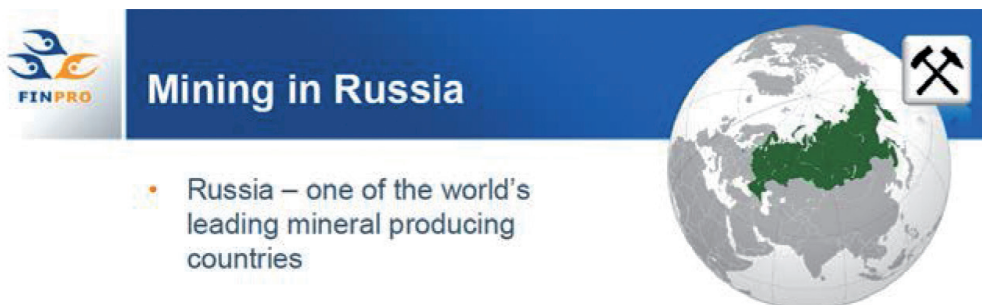 FINPRO
Mining in Russia
• Russia – one of the world's
leading mineral producing
countries